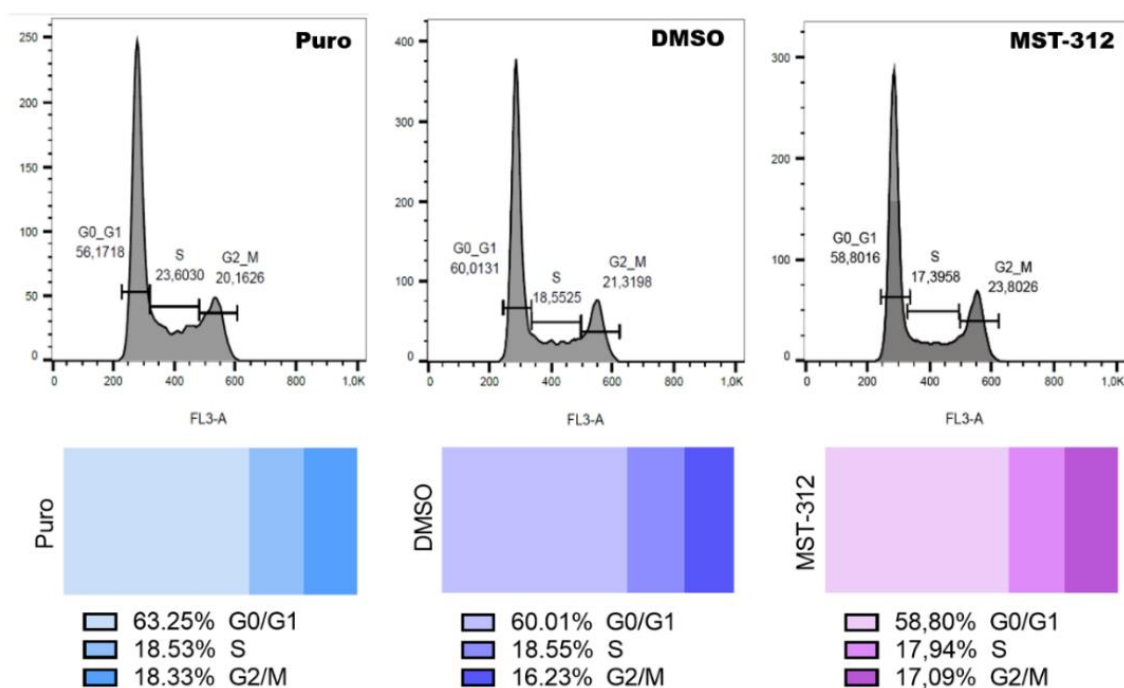 Puro
250
200
150
100
50
0
G0_G1
56,1718
S
23,6030
G2_M
20,1626
0 200 400 600 800 1,0K
FL3-A
DMSO
400
300
200
100
0
G0_G1
60,0131
S
18,5525
G2_M
21,3198
0 200 400 600 800 1,0K
FL3-A
MST-312
300
200
100
0
G0_G1
58,8016
S
17,3958
G2_M
23,8026
0 200 400 600 800 1,0K
FL3-A
Puro
63.25% G0/G1
18.53% S
18.33% G2/M
DMSO
60.01% G0/G1
18.55% S
16.23% G2/M
MST-312
58,80% G0/G1
17,94% S
17,09% G2/M